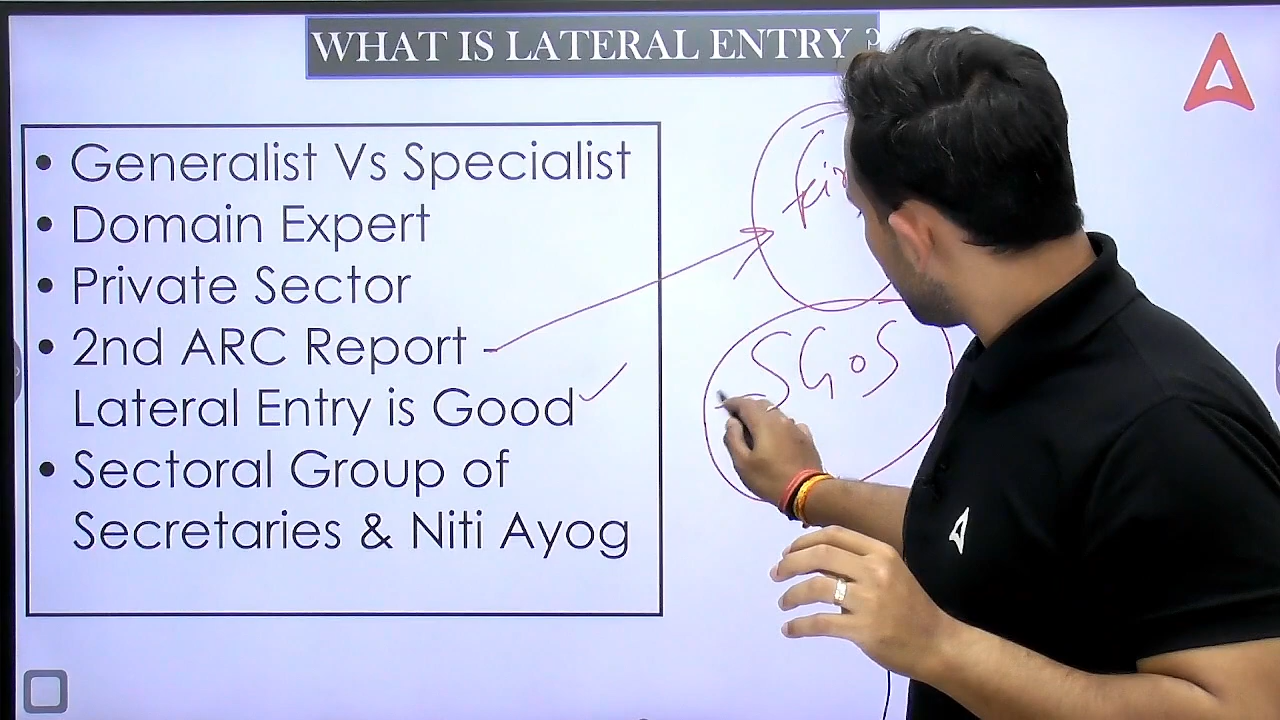 WHAT IS LATERAL ENTRY ?
• Generalist Vs Specialist
• Domain Expert
• Private Sector
• 2nd ARC Report
Lateral Entry is Good
• Sectoral Group of
Secretaries & Niti Ayog
SGoS